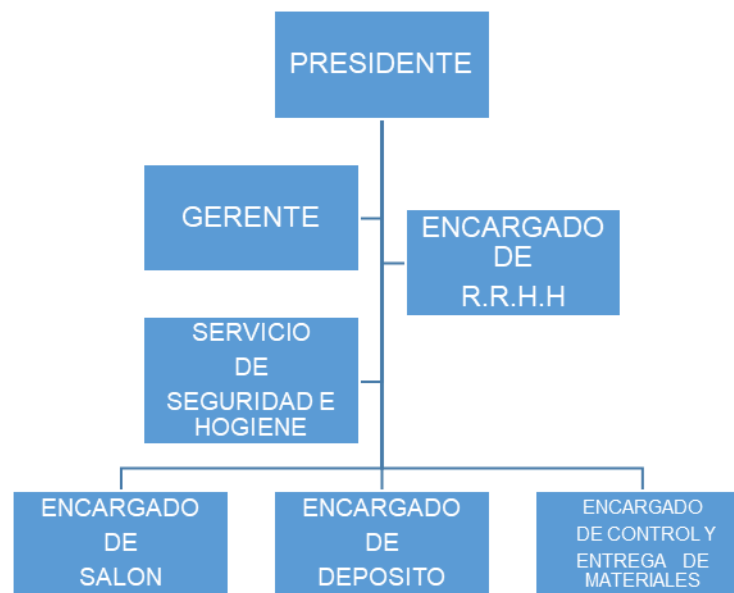 PRESIDENTE
GERENTE
ENCARGADO
DE
R.R.H.H
SERVICIO
DE
SEGURIDAD E
HOGIENE
ENCARGADO
DE
SALON
ENCARGADO
DE
DEPOSITO
ENCARGADO
DE CONTROL Y
ENTREGA DE
MATERIALES